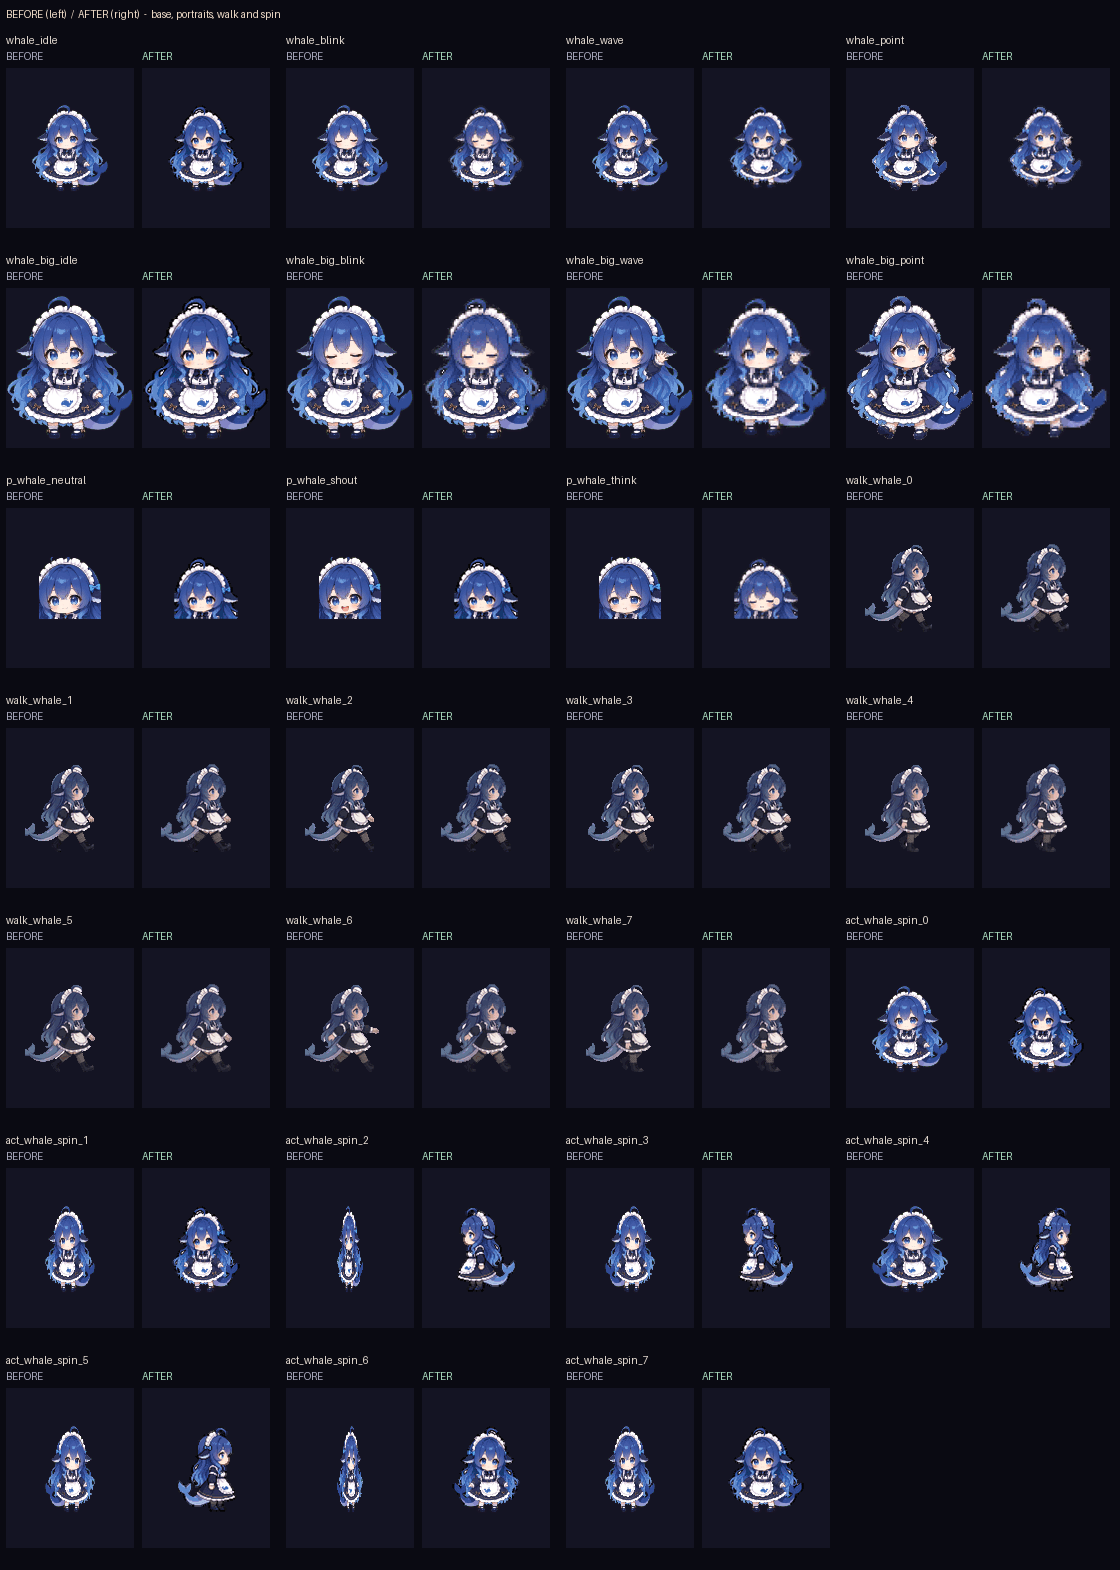 BEFORE (left) / AFTER (right) - base, portraits, walk and spin
whale_idle
BEFORE AFTER
whale_blink
BEFORE AFTER
whale_wave
BEFORE AFTER
whale_point
BEFORE AFTER
whale_big_idle
BEFORE AFTER
whale_big_blink
BEFORE AFTER
whale_big_wave
BEFORE AFTER
whale_big_point
BEFORE AFTER
p_whale_neutral
BEFORE AFTER
p_whale_shout
BEFORE AFTER
p_whale_think
BEFORE AFTER
walk_whale_0
BEFORE AFTER
walk_whale_1
BEFORE AFTER
walk_whale_2
BEFORE AFTER
walk_whale_3
BEFORE AFTER
walk_whale_4
BEFORE AFTER
walk_whale_5
BEFORE AFTER
walk_whale_6
BEFORE AFTER
walk_whale_7
BEFORE AFTER
act_whale_spin_0
BEFORE AFTER
act_whale_spin_1
BEFORE AFTER
act_whale_spin_2
BEFORE AFTER
act_whale_spin_3
BEFORE AFTER
act_whale_spin_4
BEFORE AFTER
act_whale_spin_5
BEFORE AFTER
act_whale_spin_6
BEFORE AFTER
act_whale_spin_7
BEFORE AFTER